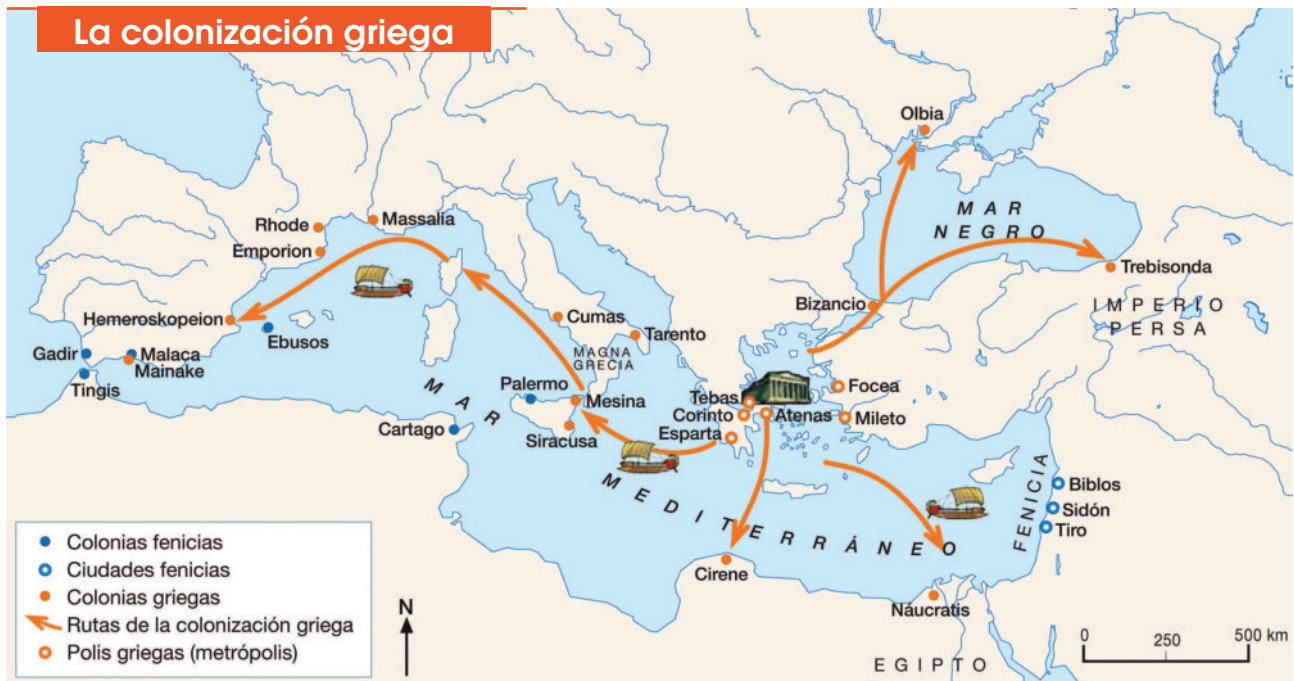 La colonización griega
Olbia
MAR
NEGRO
Trebisonda
IMPERIO
PERSA
Bizancio
Rhode
Massalia
Emporion
Hemeroskopeion
Ebusos
Gadir
Malaca
Mainake
Tingis
Cumas
Tarento
MAGNA
GRECIA
Palermo
Mesina
Siracusa
Cartago
Tebas
Corinto
Atenas
Esparta
Focea
Mileto
MAR MEDITERRÁNEO
FENICIA
Biblos
Sidón
Tiro
Cirene
Náucratis
EGIPTO
Colonias fenicias
Ciudades fenicias
Colonias griegas
Rutas de la colonización griega
Polis griegas (metrópolis)
N
0 250 500 km